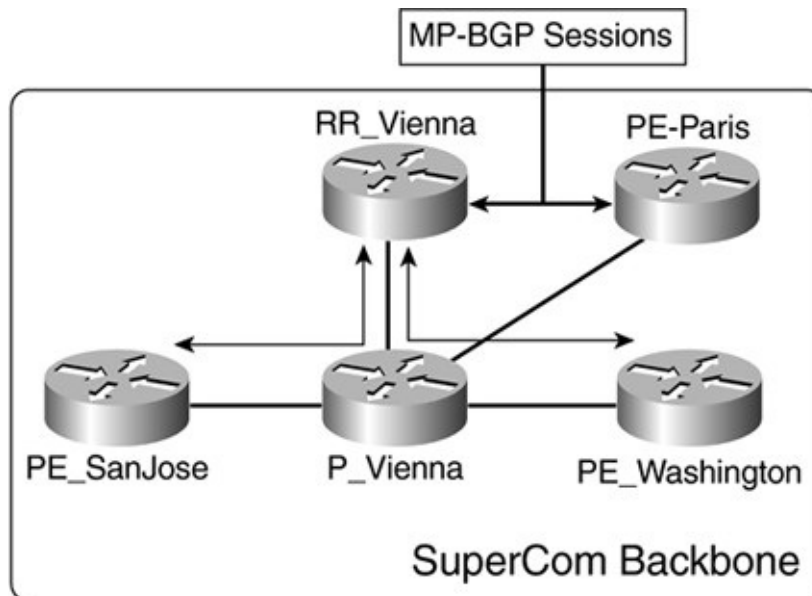 MP-BGP Sessions
RR_Vienna
PE-Paris
PE_SanJose
P_Vienna
PE_Washington
SuperCom Backbone